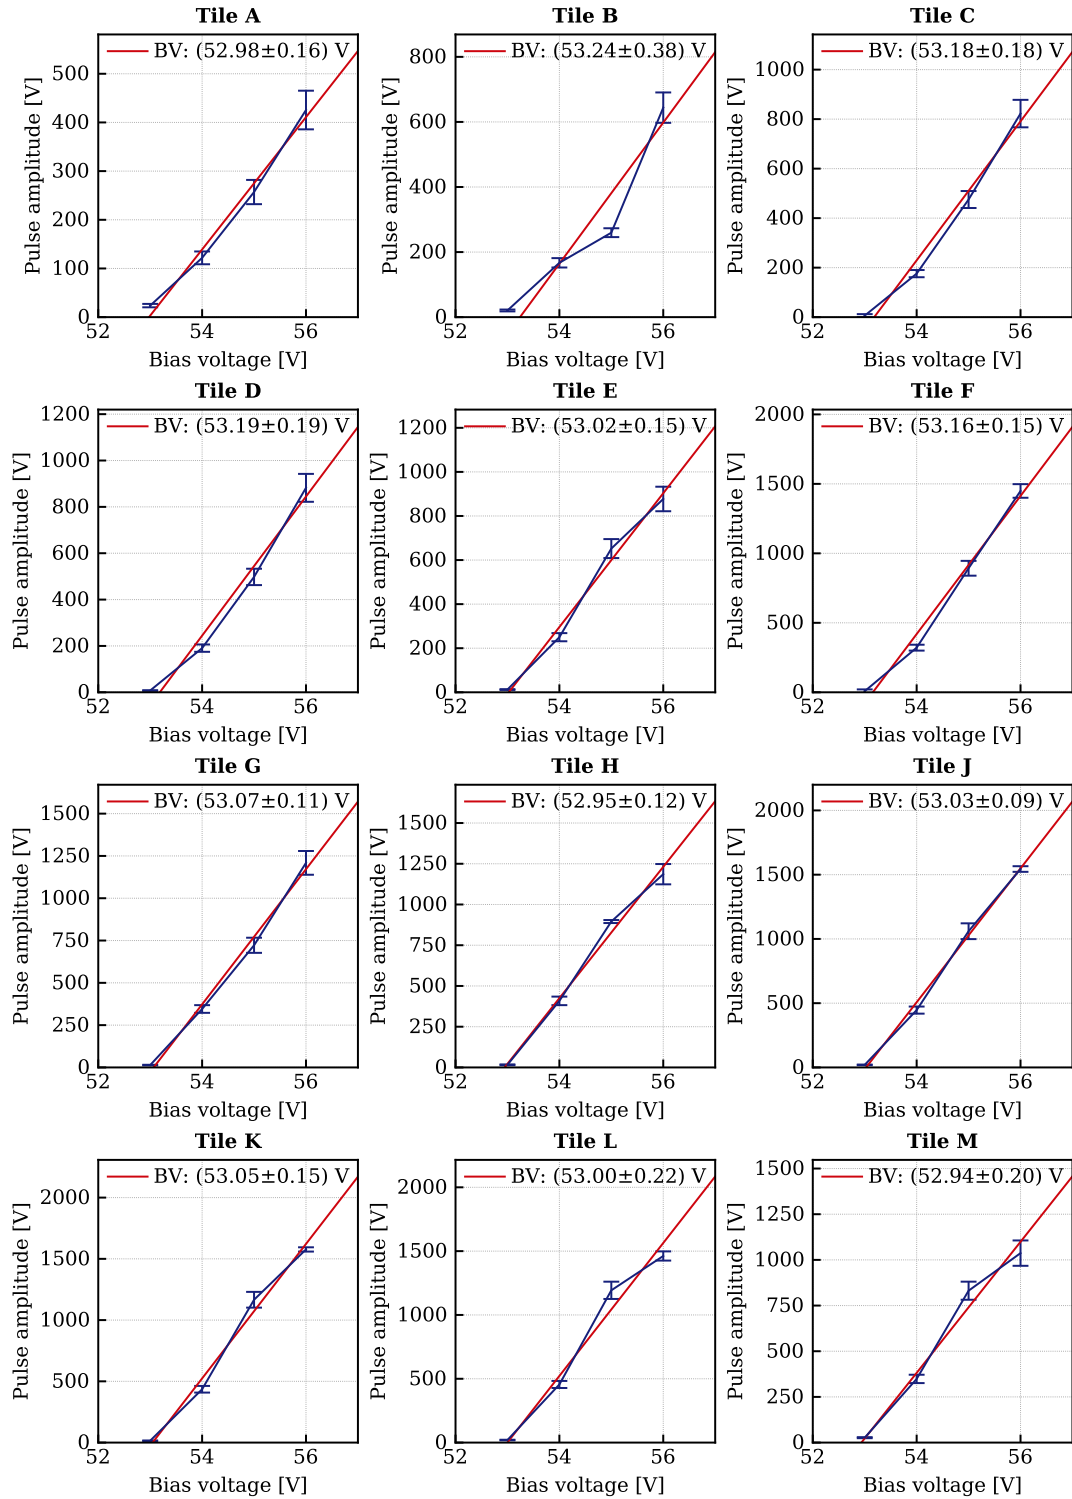 Tile A
BV: (52.98±0.16) V
Pulse amplitude [V]
500
400
300
200
100
0
52
54
56
Bias voltage [V]
Tile B
BV: (53.24±0.38) V
Pulse amplitude [V]
800
600
400
200
0
52
54
56
Bias voltage [V]
Tile C
BV: (53.18±0.18) V
Pulse amplitude [V]
1000
800
600
400
200
0
52
54
56
Bias voltage [V]
Tile D
BV: (53.19±0.19) V
Pulse amplitude [V]
1200
1000
800
600
400
200
0
52
54
56
Bias voltage [V]
Tile E
BV: (53.02±0.15) V
Pulse amplitude [V]
1200
1000
800
600
400
200
0
52
54
56
Bias voltage [V]
Tile F
BV: (53.16±0.15) V
Pulse amplitude [V]
2000
1500
1000
500
0
52
54
56
Bias voltage [V]
Tile G
BV: (53.07±0.11) V
Pulse amplitude [V]
1500
1250
1000
750
500
250
0
52
54
56
Bias voltage [V]
Tile H
BV: (52.95±0.12) V
Pulse amplitude [V]
1500
1250
1000
750
500
250
0
52
54
56
Bias voltage [V]
Tile J
BV: (53.03±0.09) V
Pulse amplitude [V]
2000
1500
1000
500
0
52
54
56
Bias voltage [V]
Tile K
BV: (53.05±0.15) V
Pulse amplitude [V]
2000
1500
1000
500
0
52
54
56
Bias voltage [V]
Tile L
BV: (53.00±0.22) V
Pulse amplitude [V]
2000
1500
1000
500
0
52
54
56
Bias voltage [V]
Tile M
BV: (52.94±0.20) V
Pulse amplitude [V]
1500
1250
1000
750
500
250
0
52
54
56
Bias voltage [V]